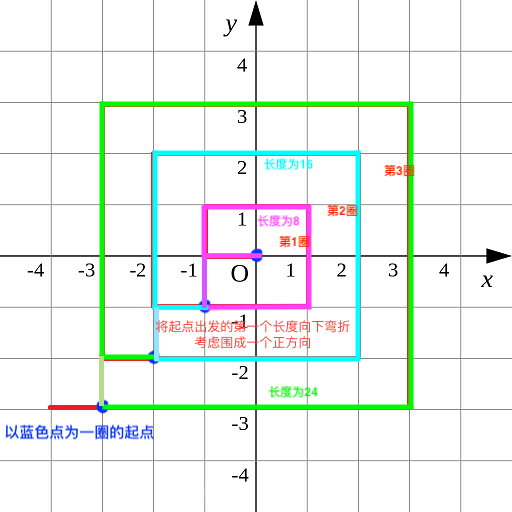 y
4
3
第3圈
长度为16
2
第2圈
1
长度为8
第1圈
-4 -3 -2 -1 O 1 2 3 4 x
-1
将起点出发的第一个长度向下弯折
考虑围成一个正方向
-2
长度为24
-3
以蓝色点为一圈的起点
-4